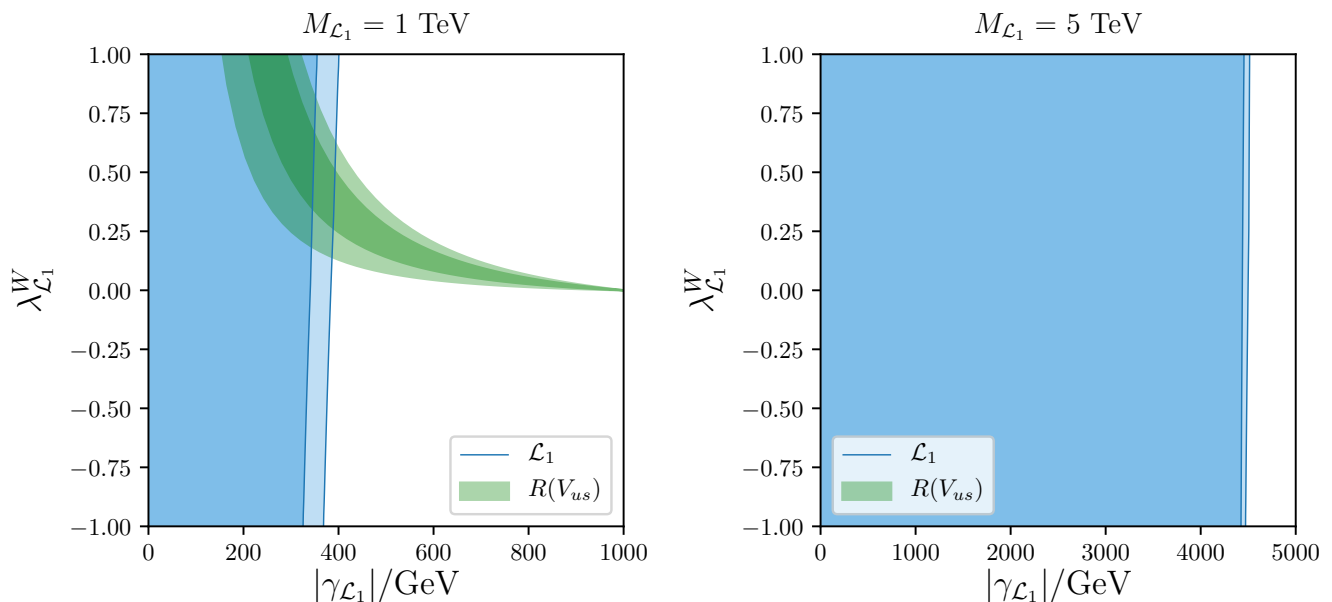 M_{\mathcal{L}_1} = 1 TeV
1.00
0.75
0.50
0.25
0.00
−0.25
−0.50
−0.75
−1.00
λ^W_{\mathcal{L}_1}
\mathcal{L}_1
R(V_{us})
0 200 400 600 800 1000
|γ_{\mathcal{L}_1}|/GeV
M_{\mathcal{L}_1} = 5 TeV
1.00
0.75
0.50
0.25
0.00
−0.25
−0.50
−0.75
−1.00
λ^W_{\mathcal{L}_1}
\mathcal{L}_1
R(V_{us})
0 1000 2000 3000 4000 5000
|γ_{\mathcal{L}_1}|/GeV